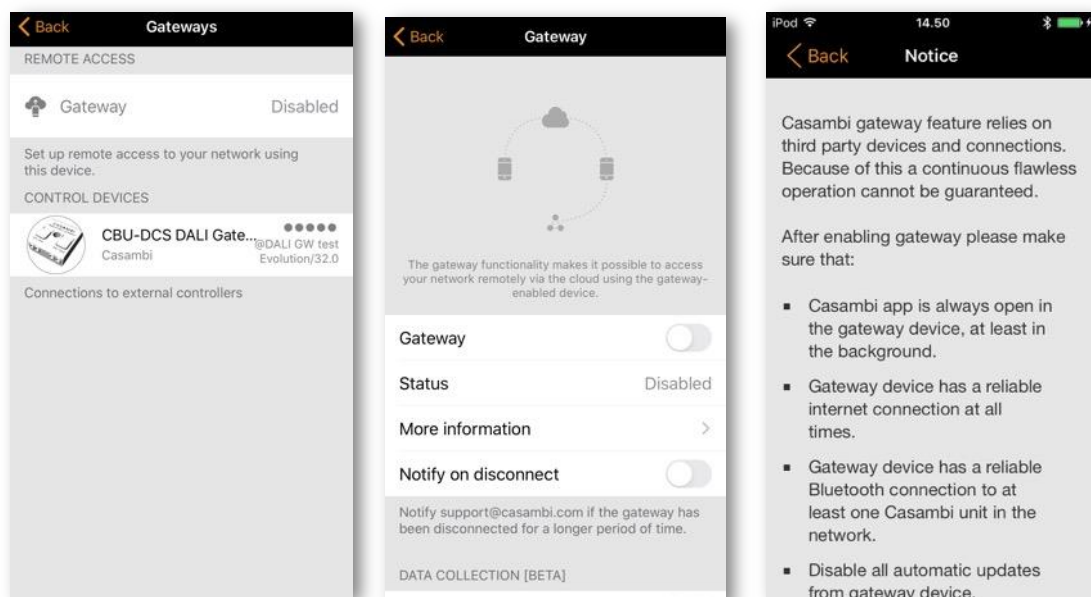 Back
Gateways
REMOTE ACCESS
Gateway
Disabled
Set up remote access to your network using
this device.
CONTROL DEVICES
CBU-DCS DALI Gate...
@DALI GW test
Casambi
Evolution/32.0
Connections to external controllers
Back
Gateway
The gateway functionality makes it possible to access
your network remotely via the cloud using the gateway-
enabled device.
Gateway
Status
Disabled
More information
Notify on disconnect
Notify support@casambi.com if the gateway has
been disconnected for a longer period of time.
DATA COLLECTION [BETA]
iPod
14.50
Back
Notice
Casambi gateway feature relies on
third party devices and connections.
Because of this a continuous flawless
operation cannot be guaranteed.
After enabling gateway please make
sure that:
▪ Casambi app is always open in
the gateway device, at least in
the background.
▪ Gateway device has a reliable
internet connection at all
times.
▪ Gateway device has a reliable
Bluetooth connection to at
least one Casambi unit in the
network.
▪ Disable all automatic updates
from gateway device.